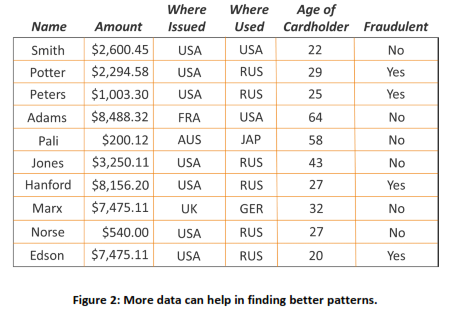 Name Amount Where Issued Where Used Age of Cardholder Fraudulent
Smith $2,600.45 USA USA 22 No
Potter $2,294.58 USA RUS 29 Yes
Peters $1,003.30 USA RUS 25 Yes
Adams $8,488.32 FRA USA 64 No
Pali $200.12 AUS JAP 58 No
Jones $3,250.11 USA RUS 43 No
Hanford $8,156.20 USA RUS 27 Yes
Marx $7,475.11 UK GER 32 No
Norse $540.00 USA RUS 27 No
Edson $7,475.11 USA RUS 20 Yes
Figure 2: More data can help in finding better patterns.